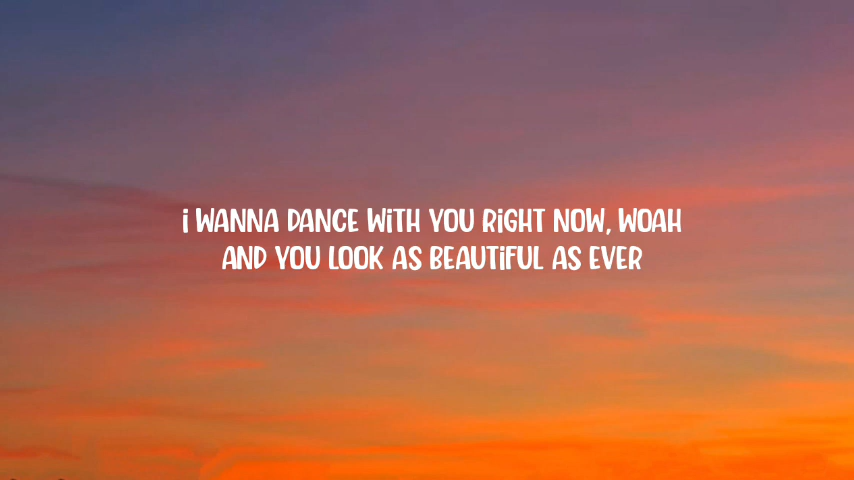 i WANNA DANCE WiTH YOU RiGHT NOW, WOAH
AND YOU LOOK AS BEAUTiFUL AS EVER